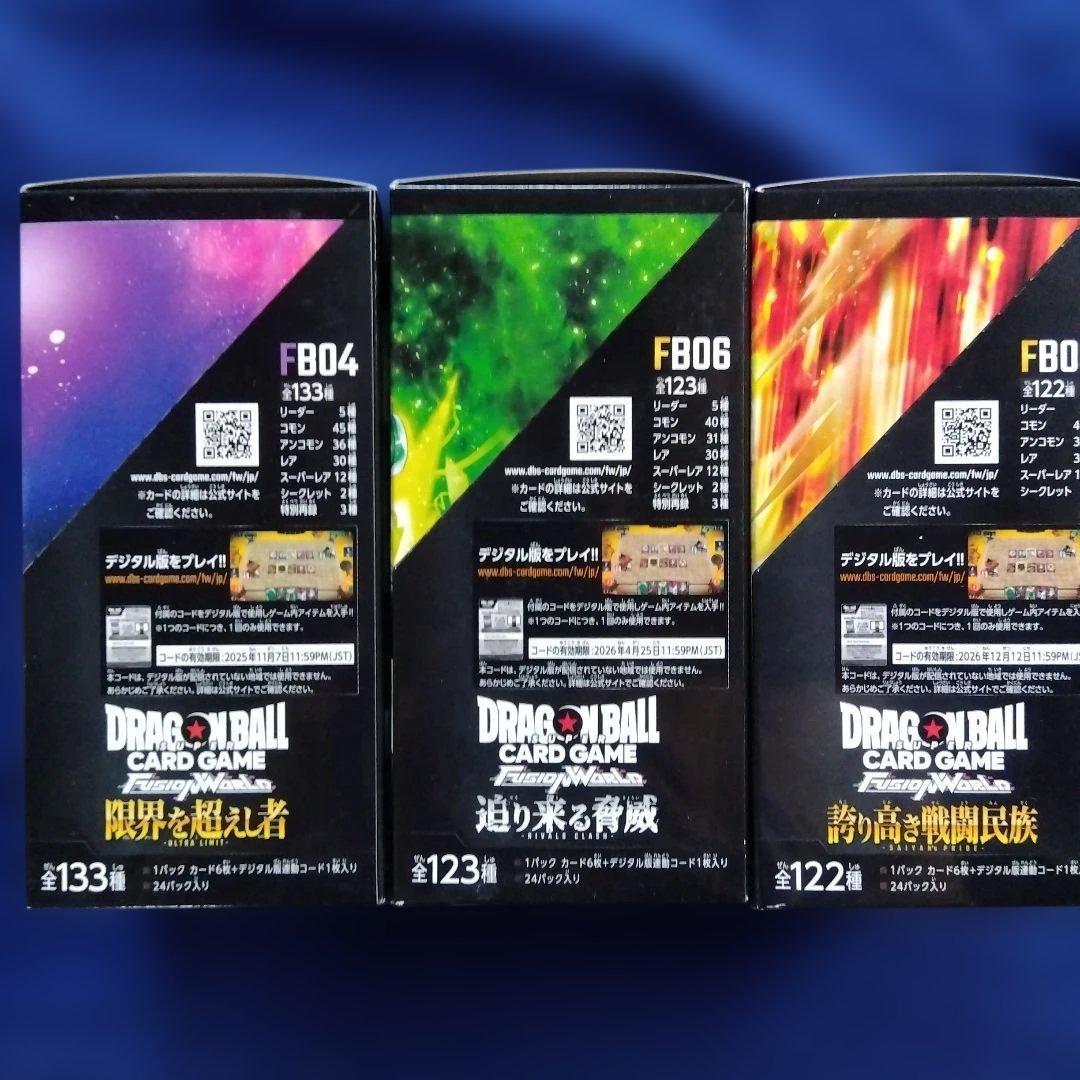 FB04
全133種
リーダー 5種
コモン 45種
アンコモン 36種
レア 30種
スーパーレア 12種
シークレット 2種
特別再録 3種
www.dbs-cardgame.com/fw/jp/
※カードの詳細は公式サイトを
ご確認ください。
デジタル版をプレイ!!
www.dbs-cardgame.com/fw/jp/
付属のコードをデジタル版で使用しゲーム内アイテムを入手!!
※1つのコードにつき、1回のみ使用できます。
コードの有効期限:2025年11月7日11:59PM(JST)
本コードは、デジタル版が配信されていない地域では使用できません。
あらかじめご了承ください。詳細は公式サイトでご確認ください。
DRAGON BALL
SUPER
CARD GAME
FUSION WORLD
限界を超えし者
-ULTRA LIMIT-
全133種
1パック カード6枚+デジタル版連動コード1枚入り
24パック入り
FB06
全123種
リーダー 5種
コモン 40種
アンコモン 31種
レア 30種
スーパーレア 12種
シークレット 2種
特別再録 3種
www.dbs-cardgame.com/fw/jp/
※カードの詳細は公式サイトを
ご確認ください。
デジタル版をプレイ!!
www.dbs-cardgame.com/fw/jp/
付属のコードをデジタル版で使用しゲーム内アイテムを入手!!
※1つのコードにつき、1回のみ使用できます。
コードの有効期限:2026年4月25日11:59PM(JST)
本コードは、デジタル版が配信されていない地域では使用できません。
あらかじめご了承ください。詳細は公式サイトでご確認ください。
DRAGON BALL
SUPER
CARD GAME
FUSION WORLD
迫り来る脅威
-RIVALS CLASH-
全123種
1パック カード6枚+デジタル版連動コード1枚入り
24パック入り
FB0
全122種
リーダー
コモン 4
アンコモン 3
レア 3
スーパーレア 1
シークレット
www.dbs-cardgame.com/fw/jp/
※カードの詳細は公式サイトを
ご確認ください。
デジタル版をプレイ!!
www.dbs-cardgame.com/fw/jp/
付属のコードをデジタル版で使用しゲーム内アイテムを入
※1つのコードにつき、1回のみ使用できます。
コードの有効期限:2026年12月12日11:59PM(JS
本コードは、デジタル版が配信されていない地域では使用できません。
あらかじめご了承ください。詳細は公式サイトでご確認ください。
DRAGON BALL
SUPER
CARD GAME
FUSION WORLD
誇り高き戦闘民族
-SAIYAN'S PRIDE-
全122種
1パック カード6枚+デジタル版連動コード1枚
24パック入り